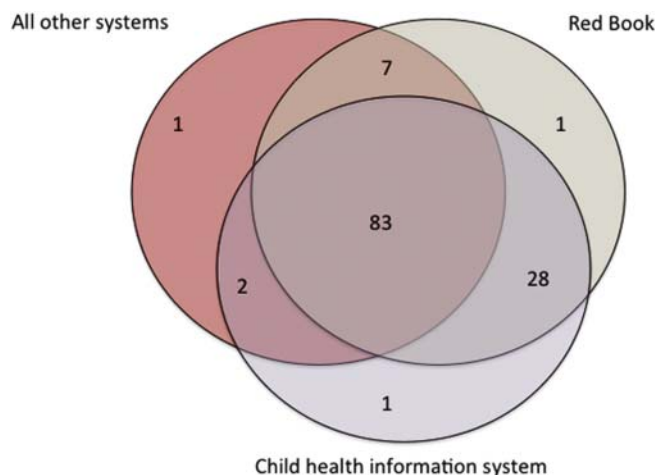 All other systems
Red Book
7
1
1
83
2
28
1
Child health information system